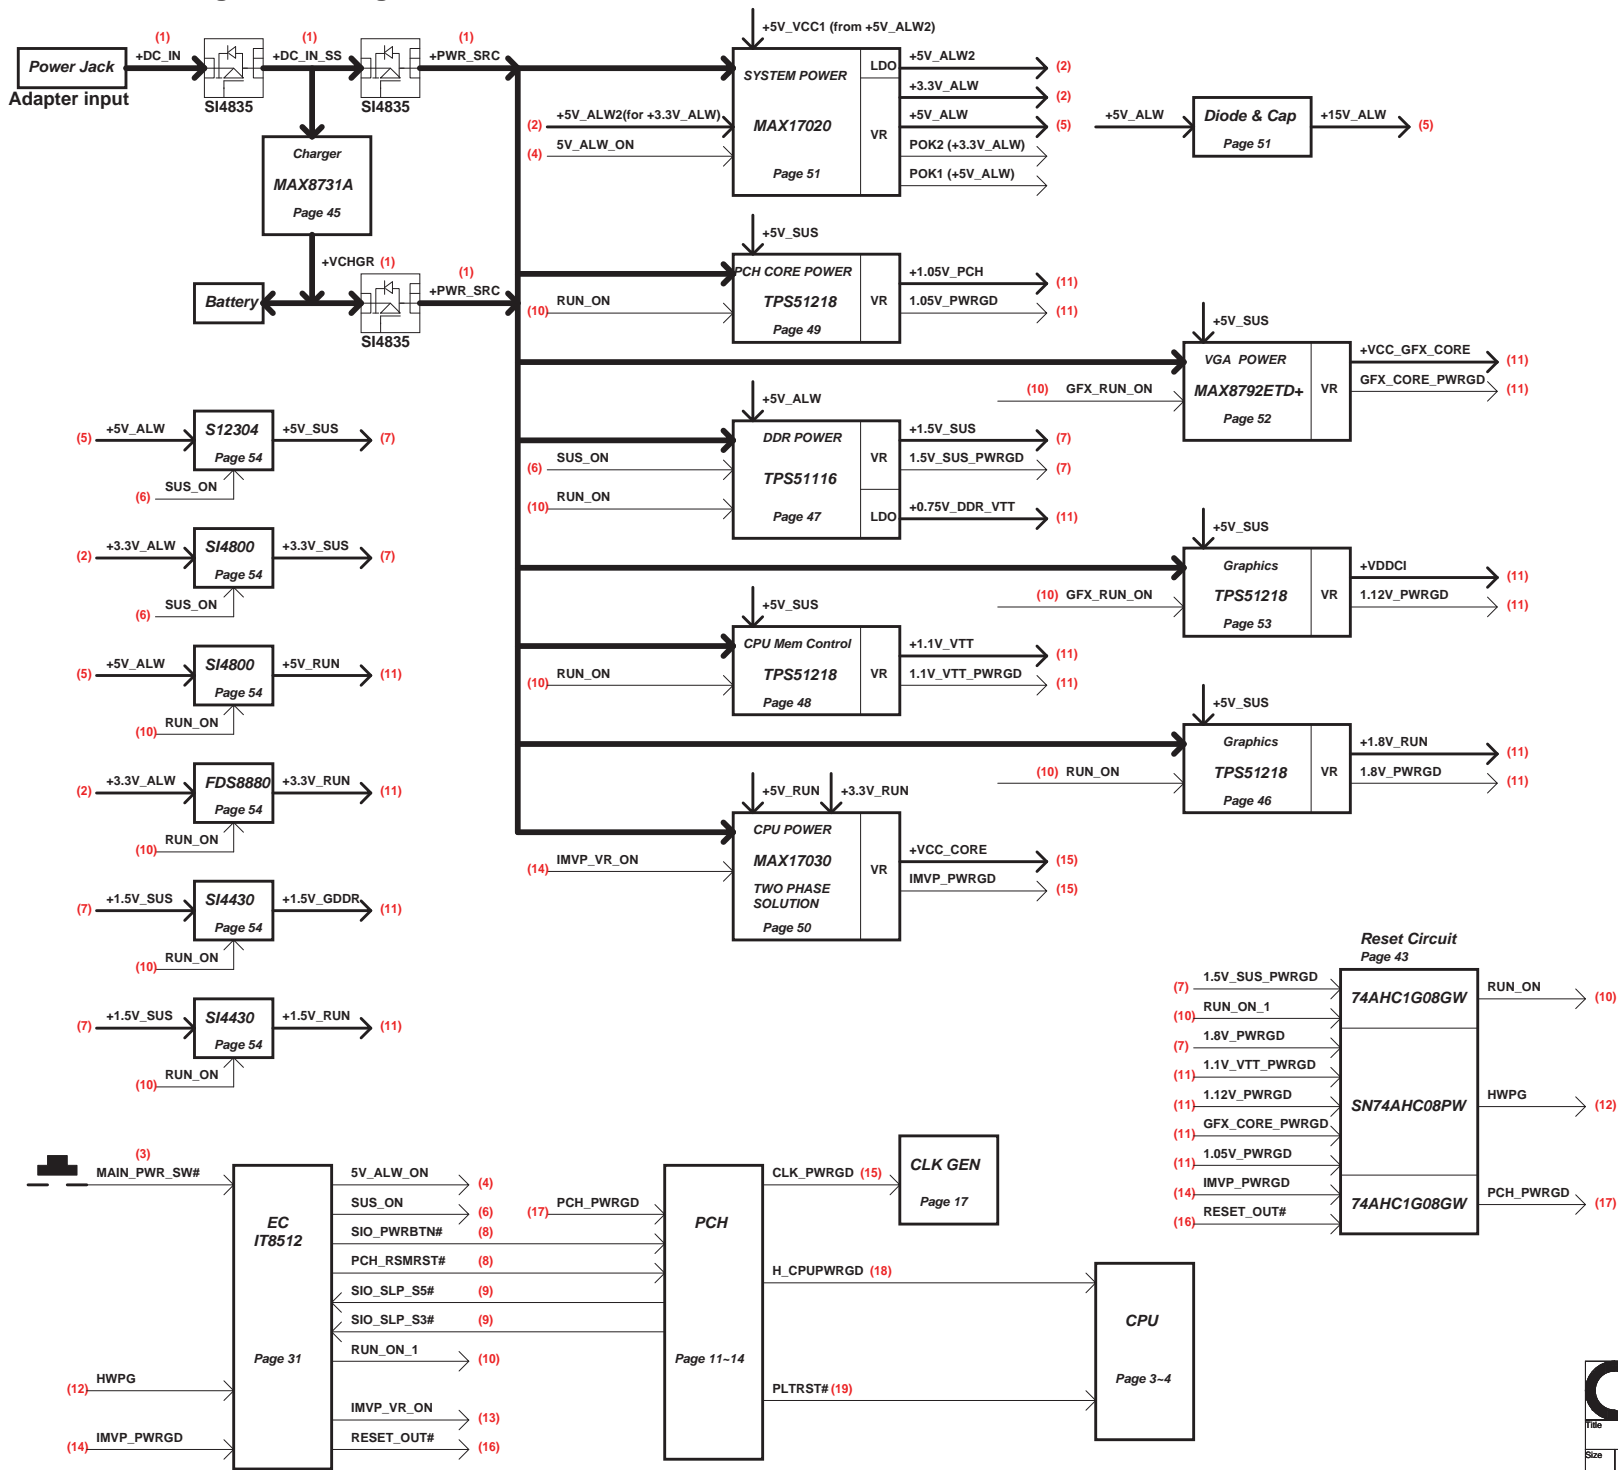 Power Jack
Adapter input
(1)
+DC_IN
SI4835
(1)
+DC_IN_SS
SI4835
(1)
+PWR_SRC
Charger
MAX8731A
Page 45
+VCHGR (1)
Battery
SI4835
(1)
+PWR_SRC
+5V_VCC1 (from +5V_ALW2)
SYSTEM POWER
MAX17020
Page 51
LDO
VR
(2) +5V_ALW2(for +3.3V_ALW)
(4) 5V_ALW_ON
+5V_ALW2 (2)
+3.3V_ALW (2)
+5V_ALW (5)
POK2 (+3.3V_ALW)
POK1 (+5V_ALW)
+5V_ALW
Diode & Cap
Page 51
+15V_ALW (5)
+5V_SUS
PCH CORE POWER
TPS51218
Page 49
VR
(10) RUN_ON
+1.05V_PCH (11)
1.05V_PWRGD (11)
+5V_SUS
VGA POWER
MAX8792ETD+
Page 52
VR
(10) GFX_RUN_ON
+VCC_GFX_CORE (11)
GFX_CORE_PWRGD (11)
+5V_ALW
DDR POWER
TPS51116
Page 47
VR
LDO
(6) SUS_ON
(10) RUN_ON
+1.5V_SUS (7)
1.5V_SUS_PWRGD (7)
+0.75V_DDR_VTT (11)
+5V_SUS
Graphics
TPS51218
Page 53
VR
(10) GFX_RUN_ON
+VDDCI (11)
1.12V_PWRGD (11)
+5V_SUS
CPU Mem Control
TPS51218
Page 48
VR
(10) RUN_ON
+1.1V_VTT (11)
1.1V_VTT_PWRGD (11)
+5V_SUS
Graphics
TPS51218
Page 46
VR
(10) RUN_ON
+1.8V_RUN (11)
1.8V_PWRGD (11)
+5V_RUN
+3.3V_RUN
CPU POWER
MAX17030
TWO PHASE
SOLUTION
Page 50
VR
(14) IMVP_VR_ON
+VCC_CORE (15)
IMVP_PWRGD (15)
(5) +5V_ALW
S12304
Page 54
+5V_SUS (7)
(6) SUS_ON
(2) +3.3V_ALW
SI4800
Page 54
+3.3V_SUS (7)
(6) SUS_ON
(5) +5V_ALW
SI4800
Page 54
+5V_RUN (11)
(10) RUN_ON
(2) +3.3V_ALW
FDS8880
Page 54
+3.3V_RUN (11)
(10) RUN_ON
(7) +1.5V_SUS
SI4430
Page 54
+1.5V_GDDR (11)
(10) RUN_ON
(7) +1.5V_SUS
SI4430
Page 54
+1.5V_RUN (11)
(10) RUN_ON
Reset Circuit
Page 43
(7) 1.5V_SUS_PWRGD
(10) RUN_ON_1
(7) 1.8V_PWRGD
(11) 1.1V_VTT_PWRGD
(11) 1.12V_PWRGD
(11) GFX_CORE_PWRGD
(11) 1.05V_PWRGD
(14) IMVP_PWRGD
(16) RESET_OUT#
74AHC1G08GW
SN74AHC08PW
74AHC1G08GW
RUN_ON (10)
HWPG (12)
PCH_PWRGD (17)
(3)
MAIN_PWR_SW#
(12) HWPG
(14) IMVP_PWRGD
EC
IT8512
Page 31
5V_ALW_ON (4)
SUS_ON (6)
SIO_PWRBTN# (8)
PCH_RSMRST# (8)
SIO_SLP_S5# (9)
SIO_SLP_S3# (9)
RUN_ON_1 (10)
IMVP_VR_ON (13)
RESET_OUT# (16)
(17) PCH_PWRGD
PCH
Page 11~14
CLK_PWRGD (15)
CLK GEN
Page 17
H_CPUPWRGD (18)
PLTRST# (19)
CPU
Page 3~4
Title
Size